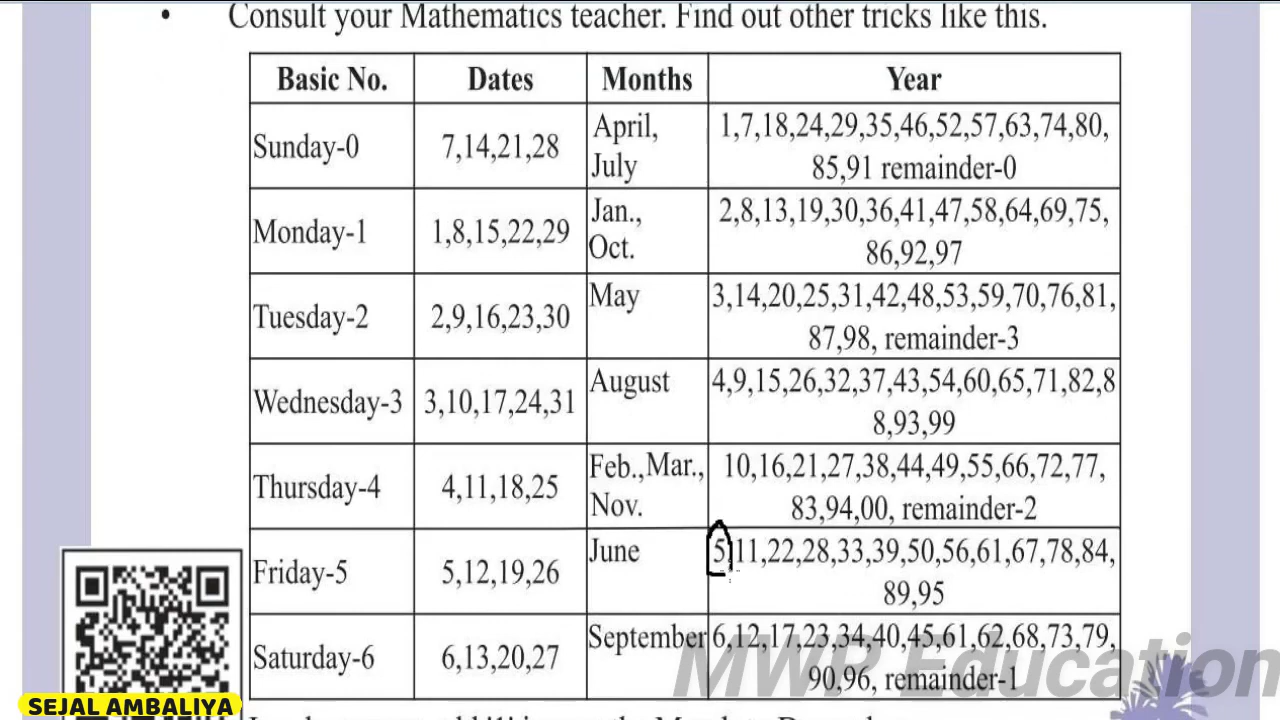 • Consult your Mathematics teacher. Find out other tricks like this.
Basic No. Dates Months Year
Sunday-0 7,14,21,28 April, July 1,7,18,24,29,35,46,52,57,63,74,80,
85,91 remainder-0
Monday-1 1,8,15,22,29 Jan., Oct. 2,8,13,19,30,36,41,47,58,64,69,75,
86,92,97
Tuesday-2 2,9,16,23,30 May 3,14,20,25,31,42,48,53,59,70,76,81,
87,98, remainder-3
Wednesday-3 3,10,17,24,31 August 4,9,15,26,32,37,43,54,60,65,71,82,8
8,93,99
Thursday-4 4,11,18,25 Feb.,Mar., Nov. 10,16,21,27,38,44,49,55,66,72,77,
83,94,00, remainder-2
Friday-5 5,12,19,26 June 5,11,22,28,33,39,50,56,61,67,78,84,
89,95
Saturday-6 6,13,20,27 September 6,12,17,23,34,40,45,61,62,68,73,79,
90,96, remainder-1
MWR Education
SEJAL AMBALIYA